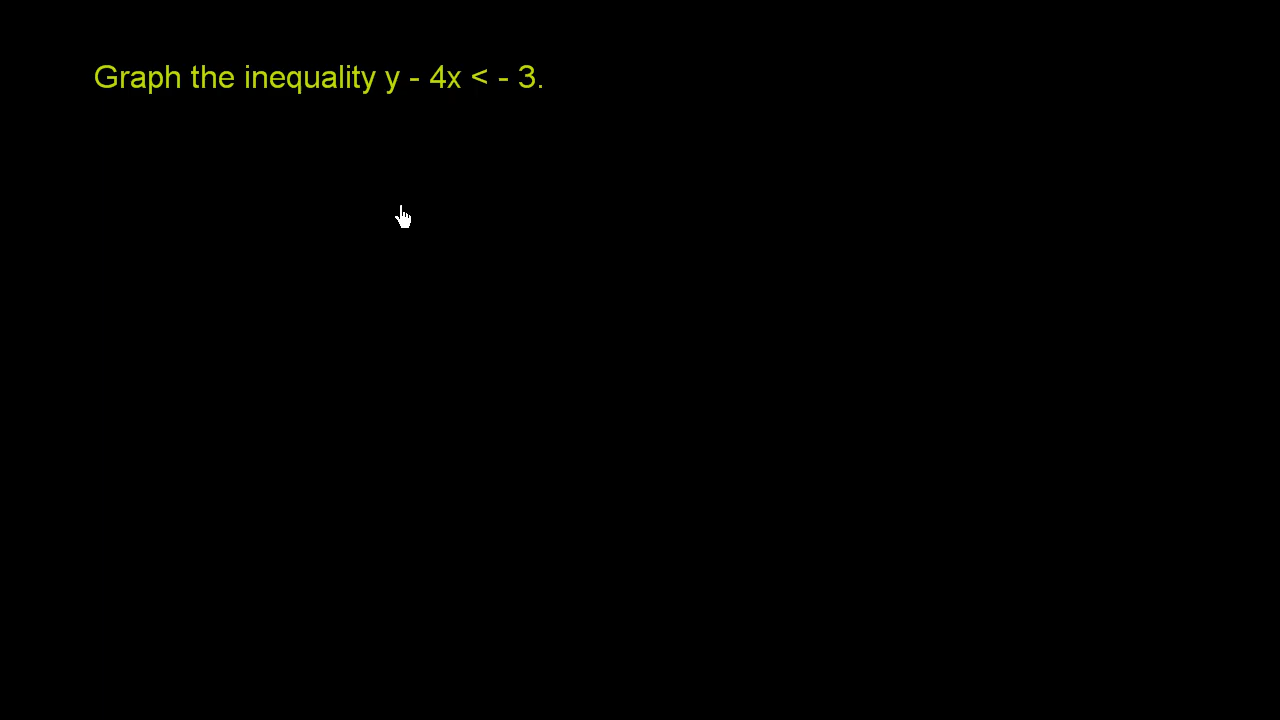 Graph the inequality y - 4x < - 3.